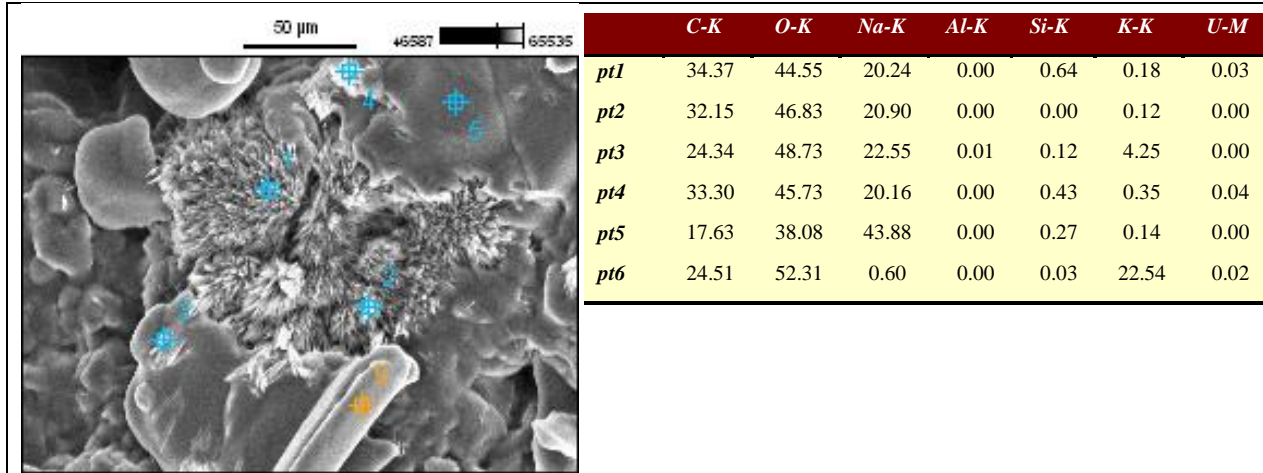 50 µm
46587 65535
4
5
1
2
3
C-K O-K Na-K Al-K Si-K K-K U-M
pt1 34.37 44.55 20.24 0.00 0.64 0.18 0.03
pt2 32.15 46.83 20.90 0.00 0.00 0.12 0.00
pt3 24.34 48.73 22.55 0.01 0.12 4.25 0.00
pt4 33.30 45.73 20.16 0.00 0.43 0.35 0.04
pt5 17.63 38.08 43.88 0.00 0.27 0.14 0.00
pt6 24.51 52.31 0.60 0.00 0.03 22.54 0.02